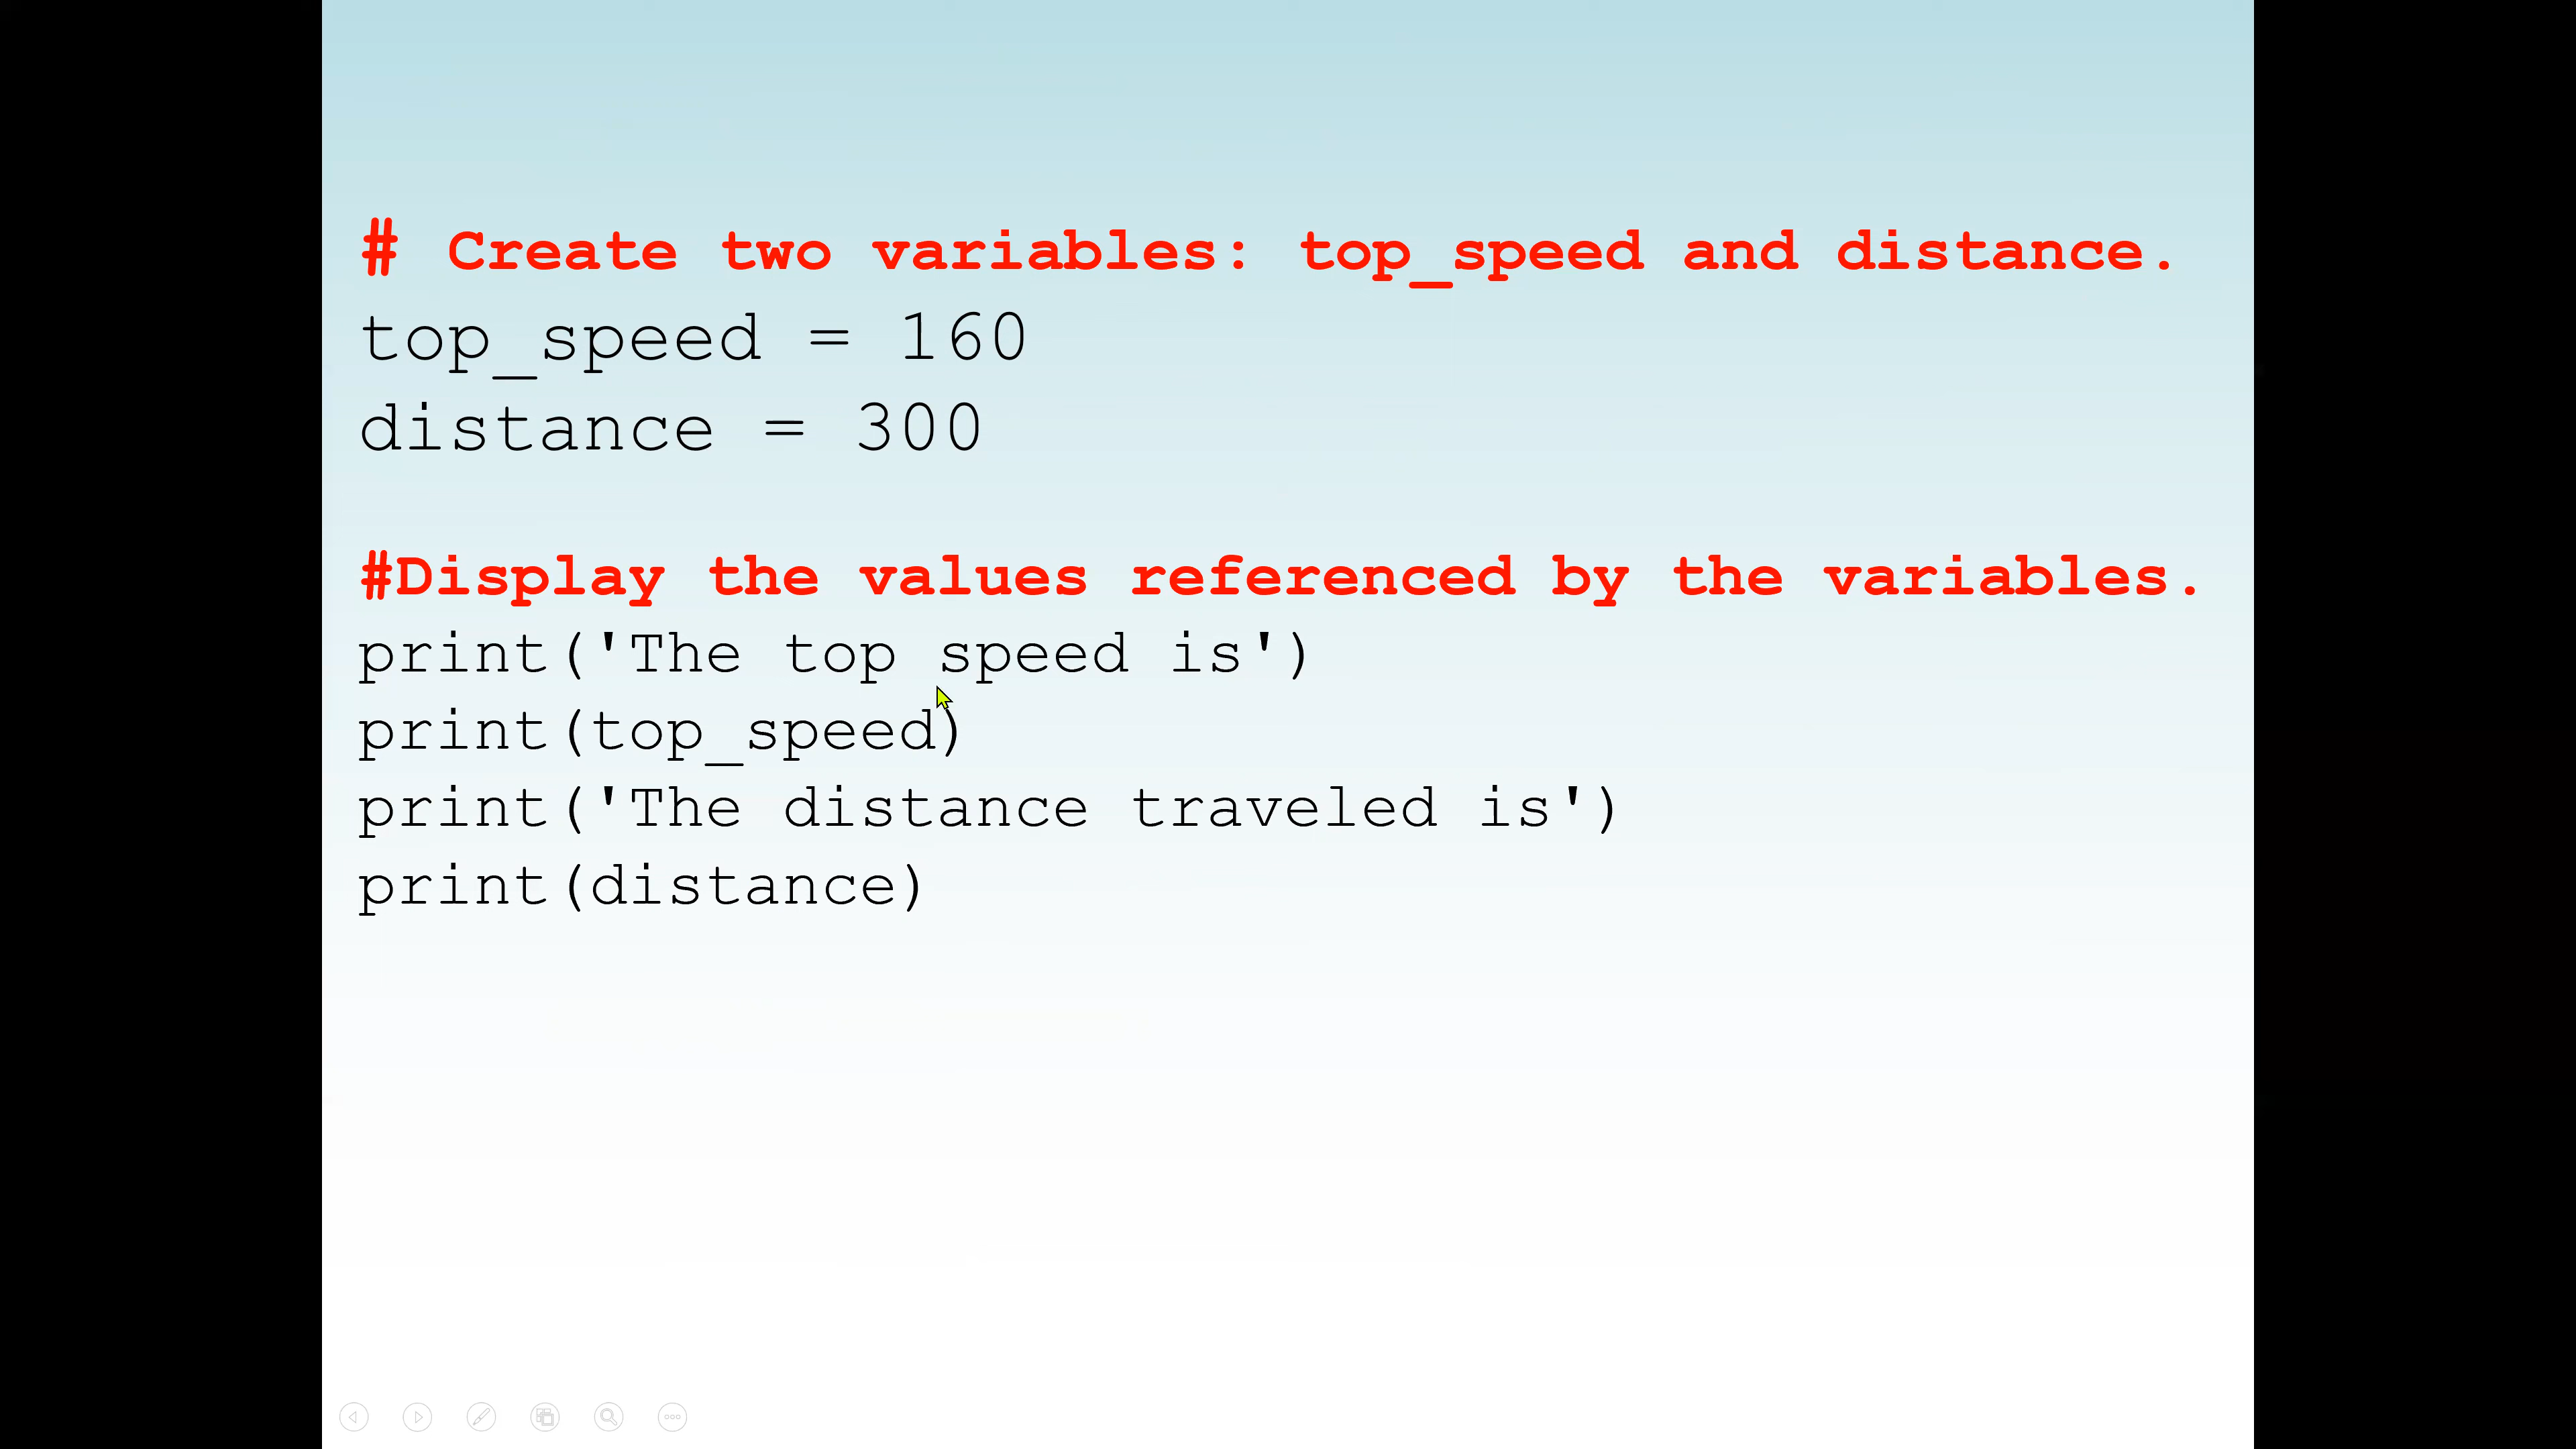 # Create two variables: top_speed and distance.
top_speed = 160
distance = 300
#Display the values referenced by the variables.
print('The top speed is')
print(top_speed)
print('The distance traveled is')
print(distance)